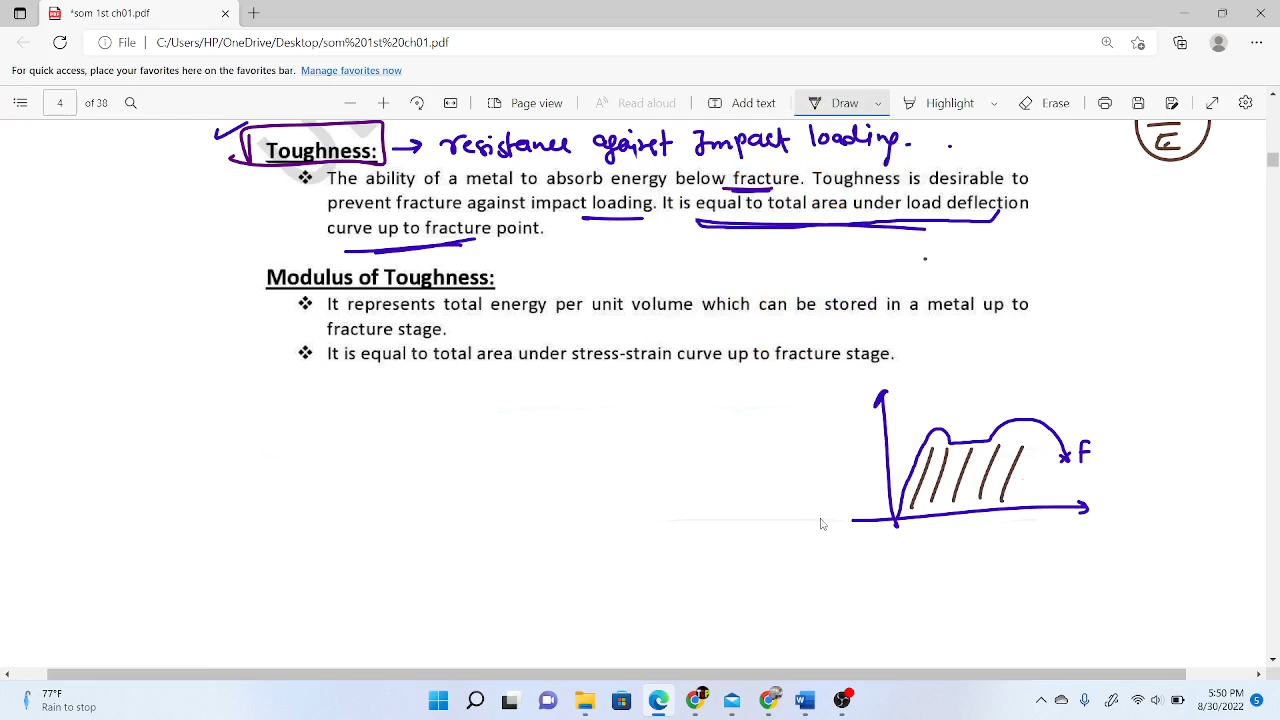 *som 1st ch01.pdf
File C:/Users/HP/OneDrive/Desktop/som%201st%20ch01.pdf
For quick access, place your favorites here on the favorites bar. Manage favorites now
4 of 38 Page view Read aloud Add text Draw Highlight Erase
Toughness: → resistance against Impact loading.
E
The ability of a metal to absorb energy below fracture. Toughness is desirable to
prevent fracture against impact loading. It is equal to total area under load deflection
curve up to fracture point.
Modulus of Toughness:
It represents total energy per unit volume which can be stored in a metal up to
fracture stage.
It is equal to total area under stress-strain curve up to fracture stage.
F
77°F
Rain to stop
5:50 PM
8/30/2022
5